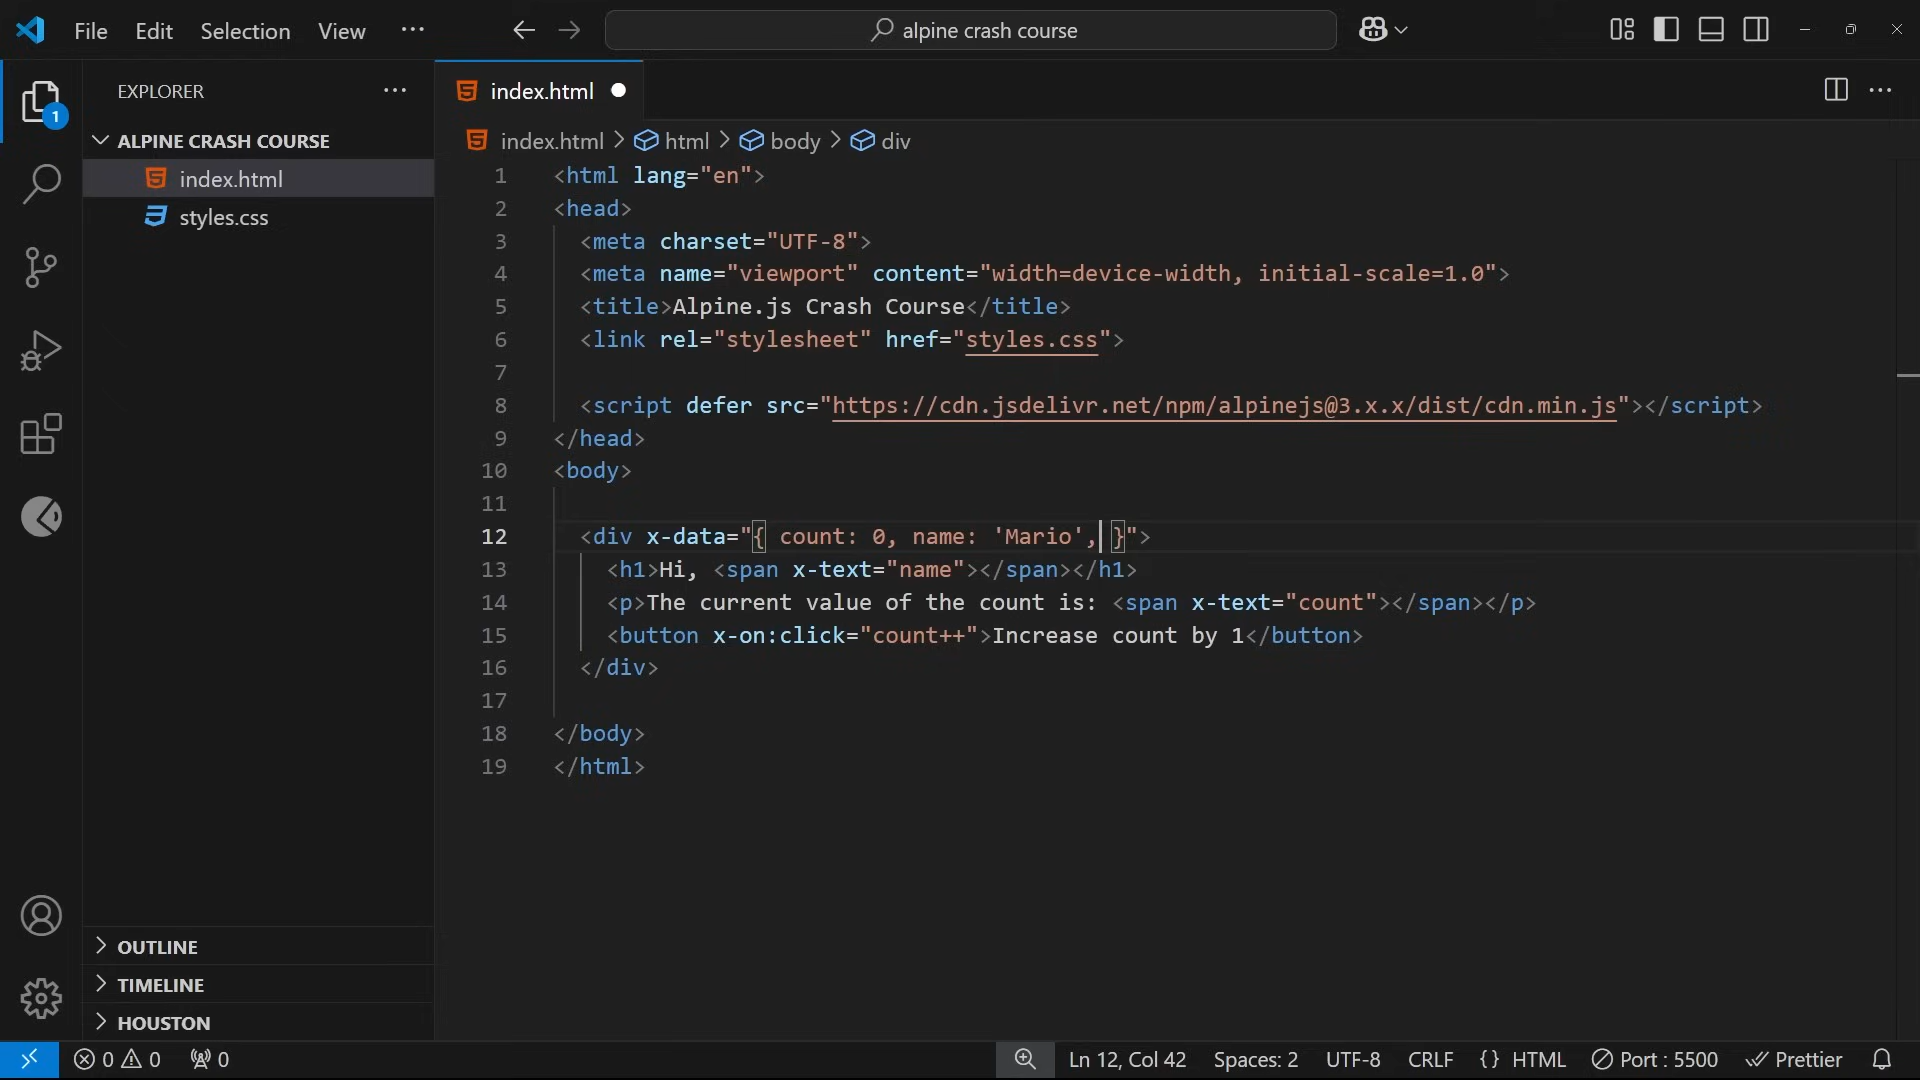 File Edit Selection View ··· alpine crash course
EXPLORER ···
1
ALPINE CRASH COURSE
index.html
styles.css
OUTLINE
TIMELINE
HOUSTON
index.html ●
index.html > html > body > div
1 <html lang="en">
2 <head>
3 <meta charset="UTF-8">
4 <meta name="viewport" content="width=device-width, initial-scale=1.0">
5 <title>Alpine.js Crash Course</title>
6 <link rel="stylesheet" href="styles.css">
7
8 <script defer src="https://cdn.jsdelivr.net/npm/alpinejs@3.x.x/dist/cdn.min.js"></script>
9 </head>
10 <body>
11
12 <div x-data="{ count: 0, name: 'Mario', }">
13 <h1>Hi, <span x-text="name"></span></h1>
14 <p>The current value of the count is: <span x-text="count"></span></p>
15 <button x-on:click="count++">Increase count by 1</button>
16 </div>
17
18 </body>
19 </html>
0 0 0 Ln 12, Col 42 Spaces: 2 UTF-8 CRLF {} HTML Port : 5500 Prettier